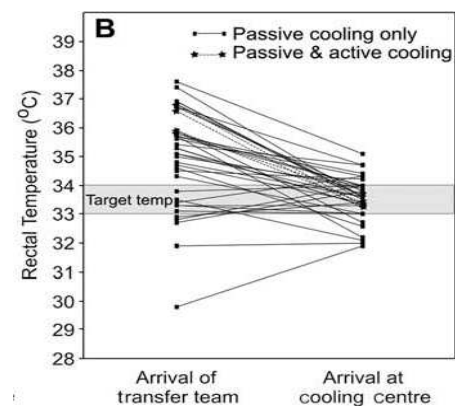 B
Passive cooling only
Passive & active cooling
Rectal Temperature (⁰C)
39
38
37
36
35
34
33
32
31
30
29
28
Target temp
Arrival of
transfer team
Arrival at
cooling centre